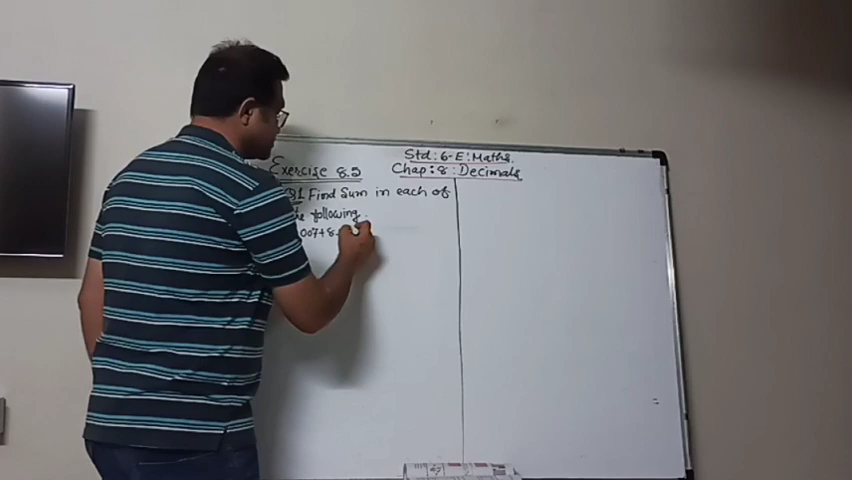 Std: 6-E: Maths.
Chap: 8: Decimals
Exercise 8.5
Q1 Find Sum in each of
the following.
007+8.